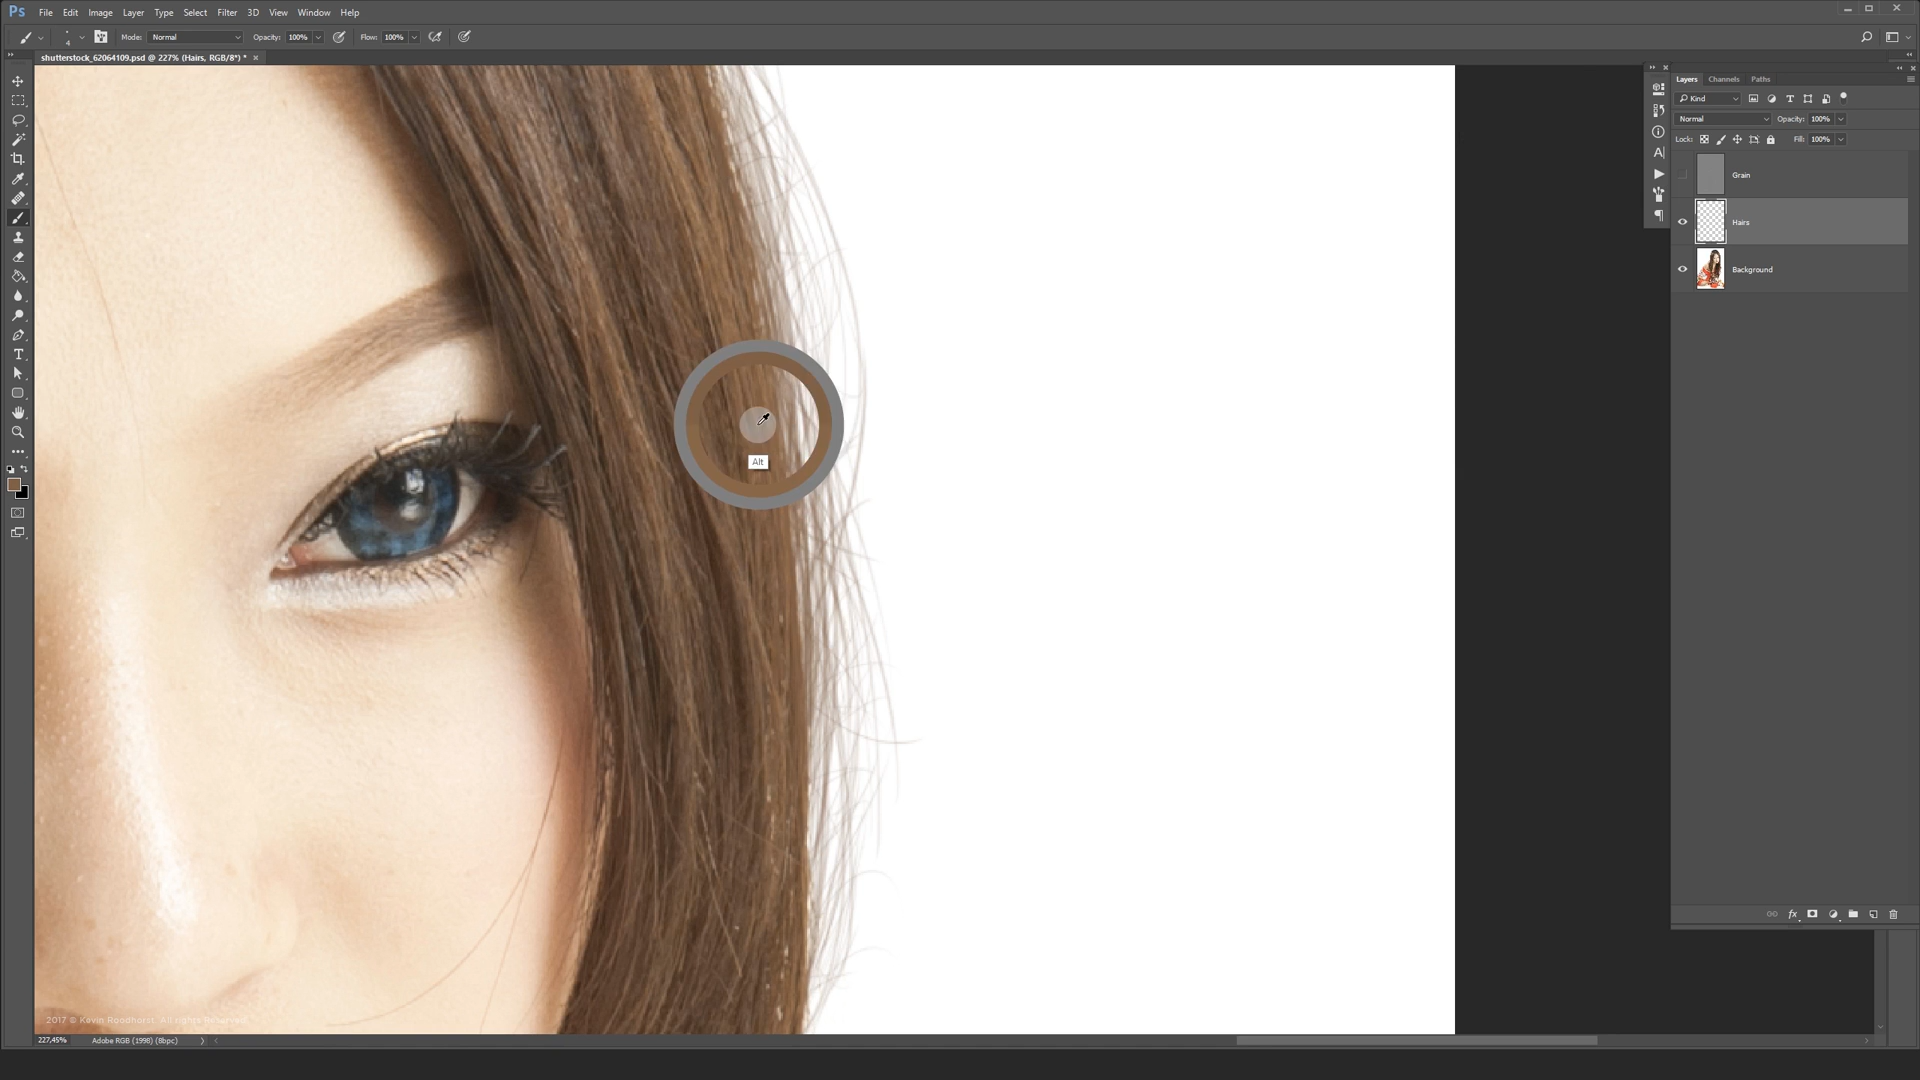 Ps File Edit Image Layer Type Select Filter 3D View Window Help
4 Mode: Normal Opacity: 100% Flow: 100%
shutterstock_62064109.psd @ 227% (Hairs, RGB/8*) *
Layers Channels Paths
Kind
Normal Opacity: 100%
Lock: Fill: 100%
Grain
Hairs
Background
Alt
2017 © Kevin Roodhorst. All rights Reserved.
227,45% Adobe RGB (1998) (8bpc)